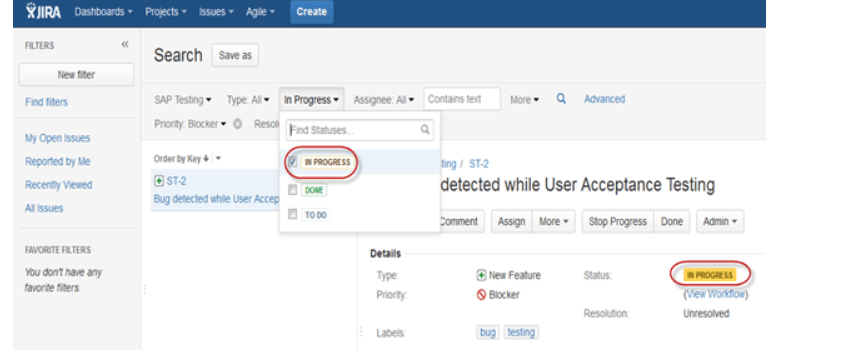 JIRA Dashboards Projects Issues Agile Create
FILTERS «
New filter
Find filters
My Open Issues
Reported by Me
Recently Viewed
All Issues
FAVORITE FILTERS
You don't have any
favorite filters.
Search Save as
SAP Testing Type: All In Progress Assignee: All Contains text More Advanced
Priority: Blocker
Find Statuses...
IN PROGRESS
DONE
TO DO
Order by Key
ST-2
Bug detected while User Accep
/ ST-2
detected while User Acceptance Testing
Comment Assign More Stop Progress Done Admin
Details
Type: New Feature Status: IN PROGRESS
Priority: Blocker (View Workflow)
Resolution: Unresolved
Labels: bug testing